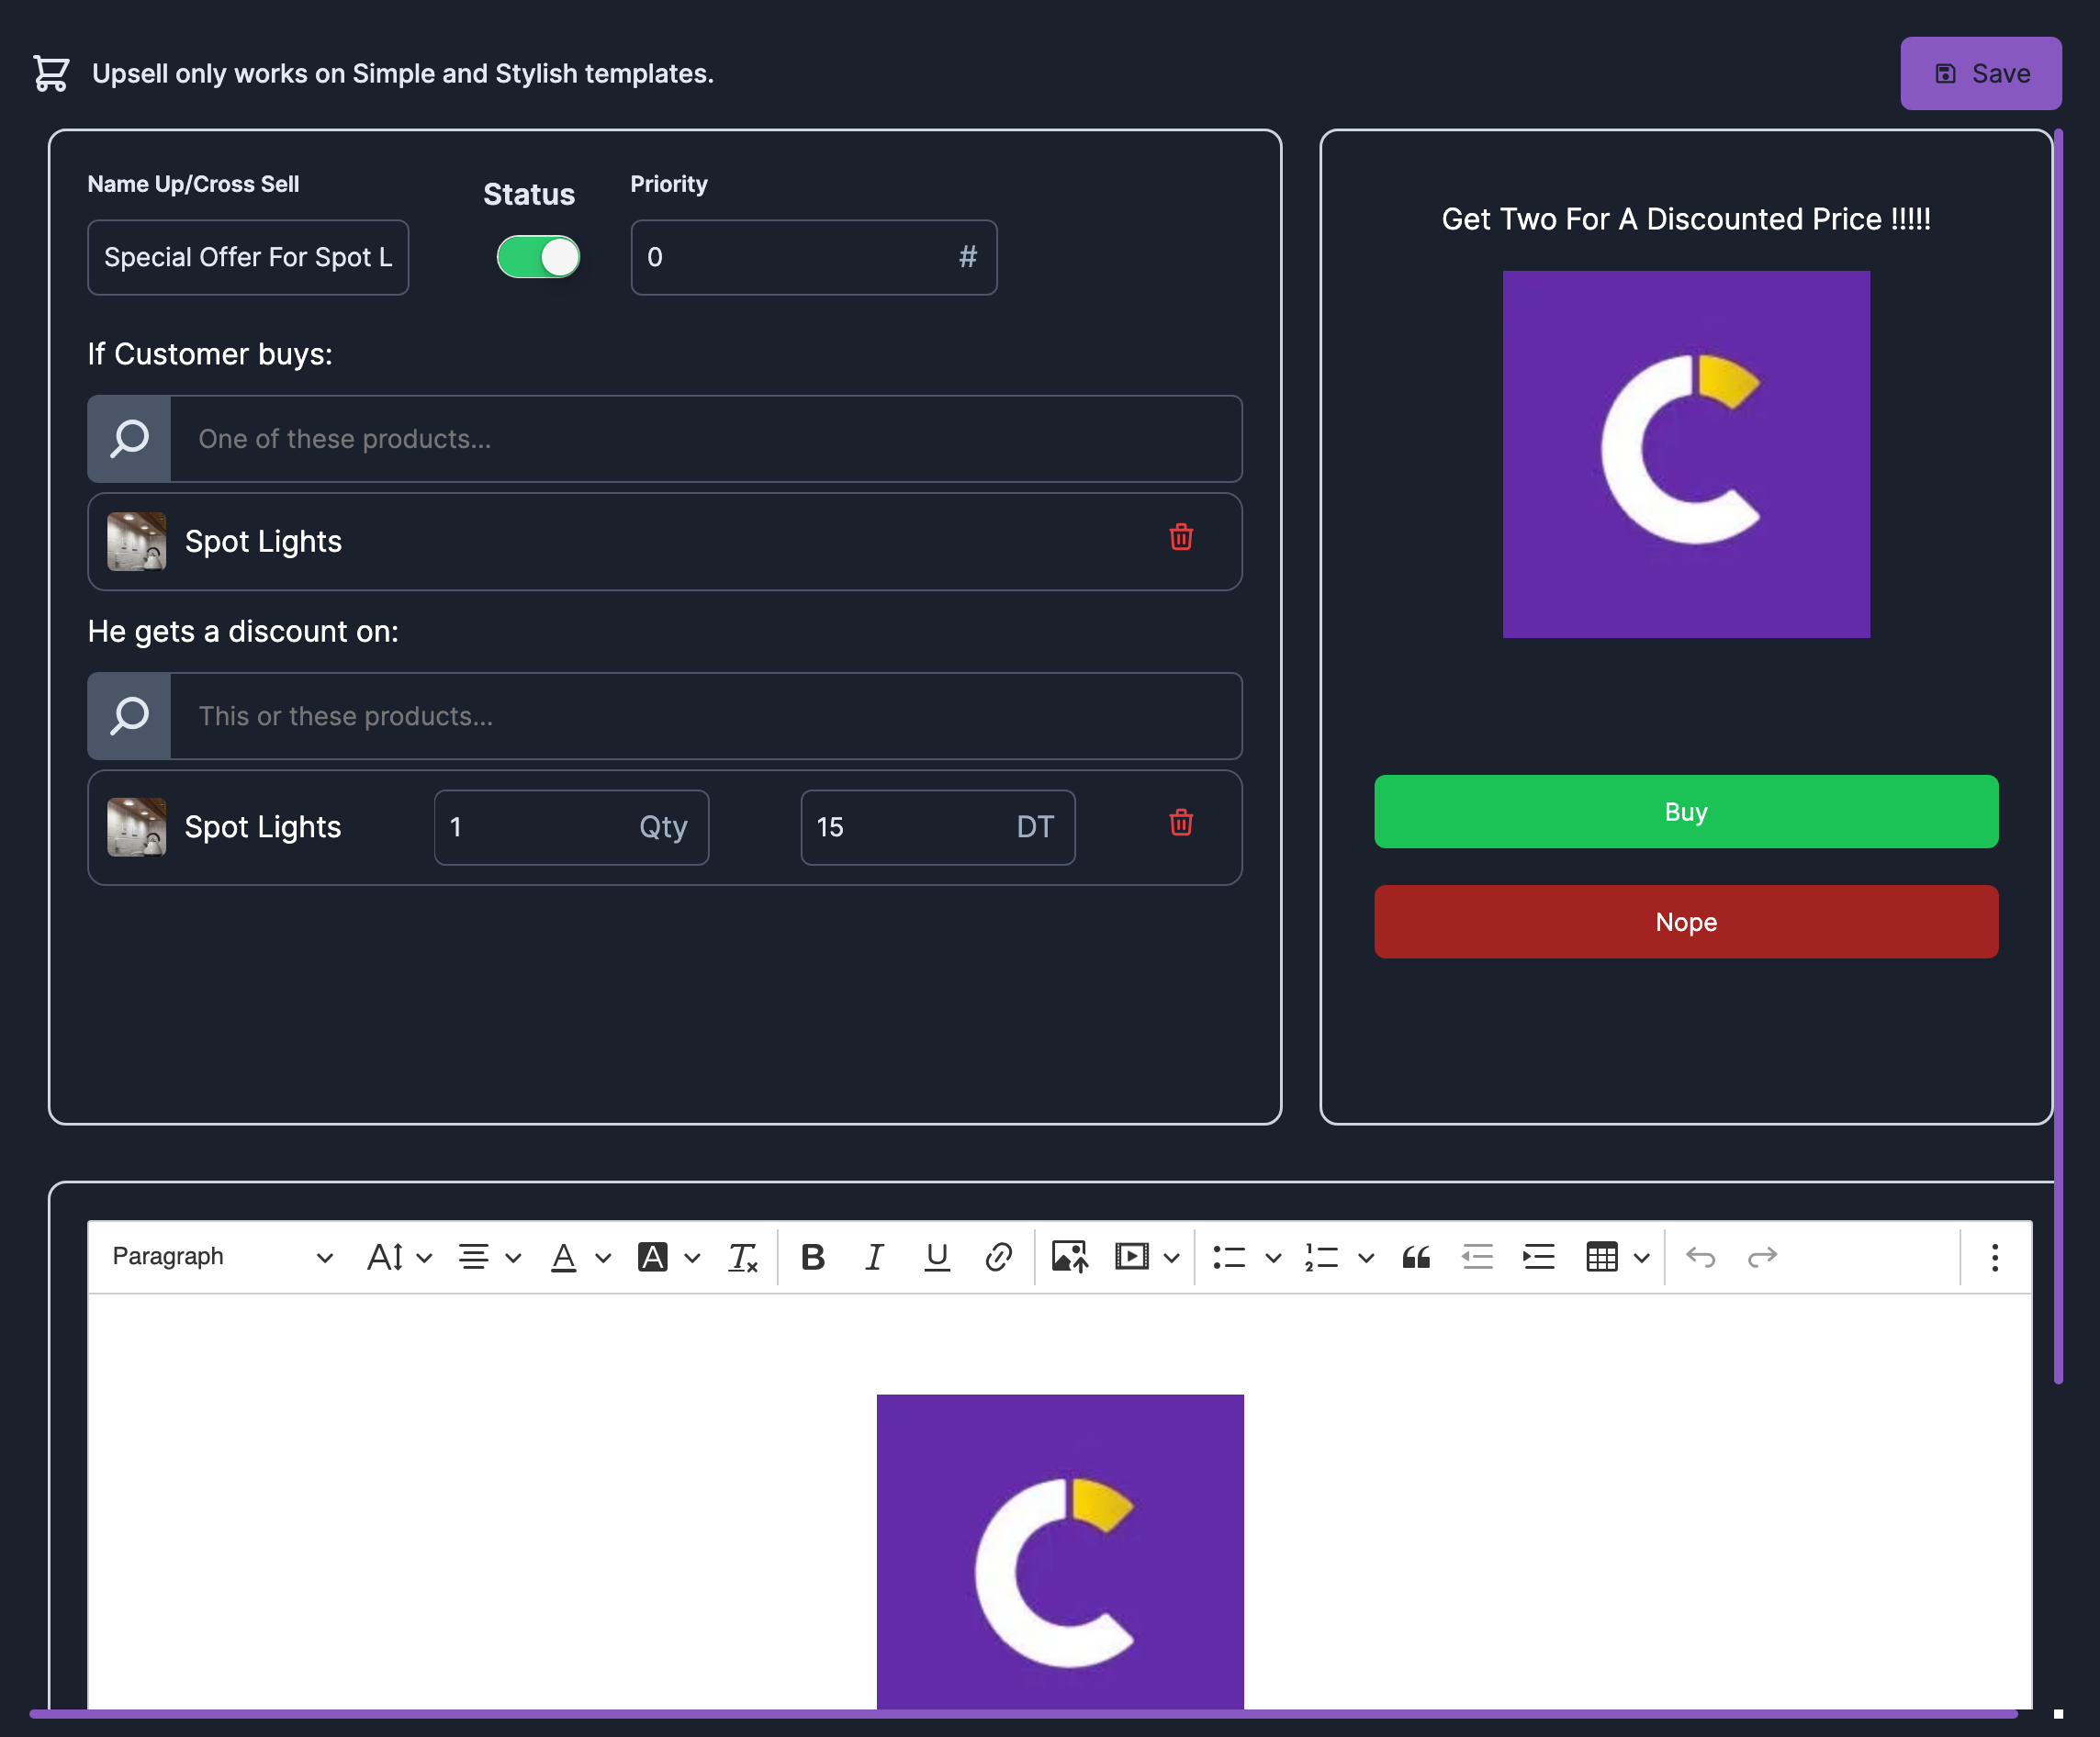 Upsell only works on Simple and Stylish templates.
Save
Name Up/Cross Sell
Status
Priority
Special Offer For Spot L
0 #
If Customer buys:
One of these products...
Spot Lights
He gets a discount on:
This or these products...
Spot Lights
1 Qty
15 DT
Get Two For A Discounted Price !!!!!
Buy
Nope
Paragraph